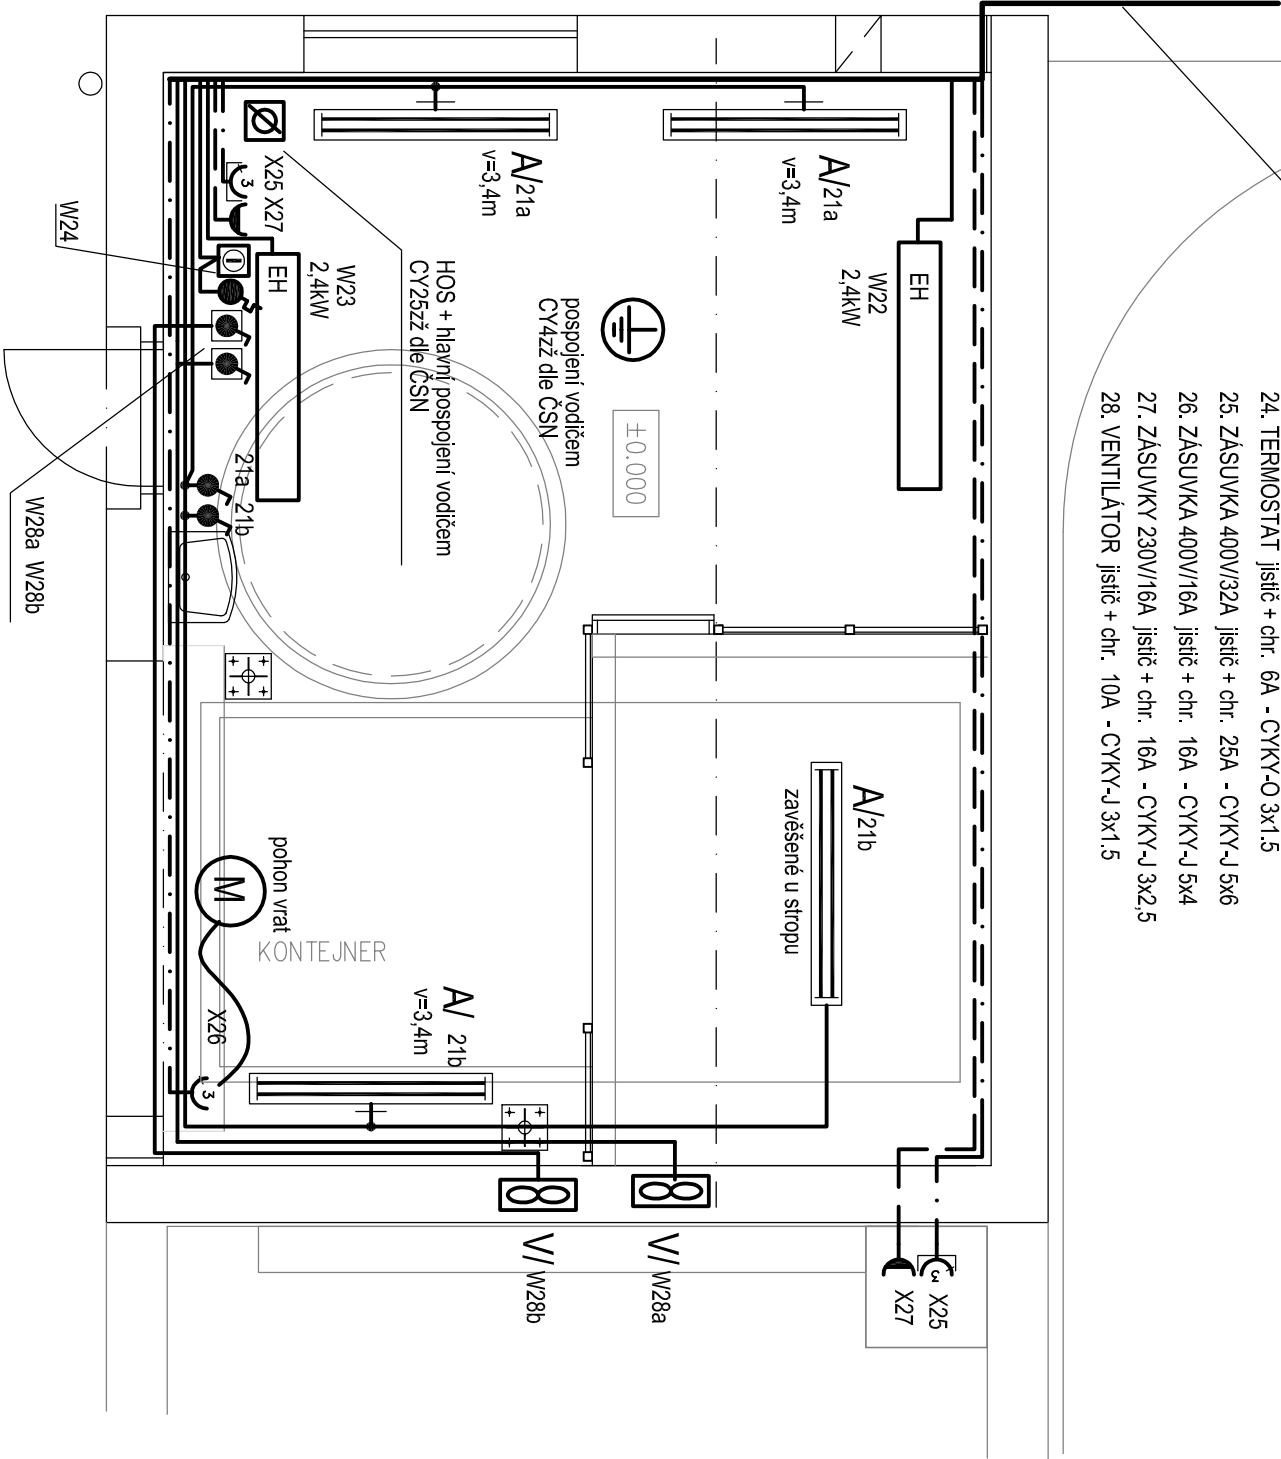 24. TERMOSTAT jistič + chr. 6A - CYKY-O 3x1.5
25. ZÁSUVKA 400V/32A jistič + chr. 25A - CYKY-J 5x6
26. ZÁSUVKA 400V/16A jistič + chr. 16A - CYKY-J 5x4
27. ZÁSUVKY 230V/16A jistič + chr. 16A - CYKY-J 3x2,5
28. VENTILÁTOR jistič + chr. 10A - CYKY-J 3x1.5
EH
W22
2,4kW
A/21a
v=3,4m
A/21a
v=3,4m
±0.000
pospojení vodičem
CY4zž dle ČSN
HOS + hlavní pospojení vodičem
CY25zž dle ČSN
W23
2,4kW
EH
X25 X27
3
W24
21a 21b
W28a W28b
A/21b
zavěšené u stropu
pohon vrat
M
KONTEJNER
X26
3
A/ 21b
v=3,4m
V/ W28a
V/ W28b
3
X25
X27